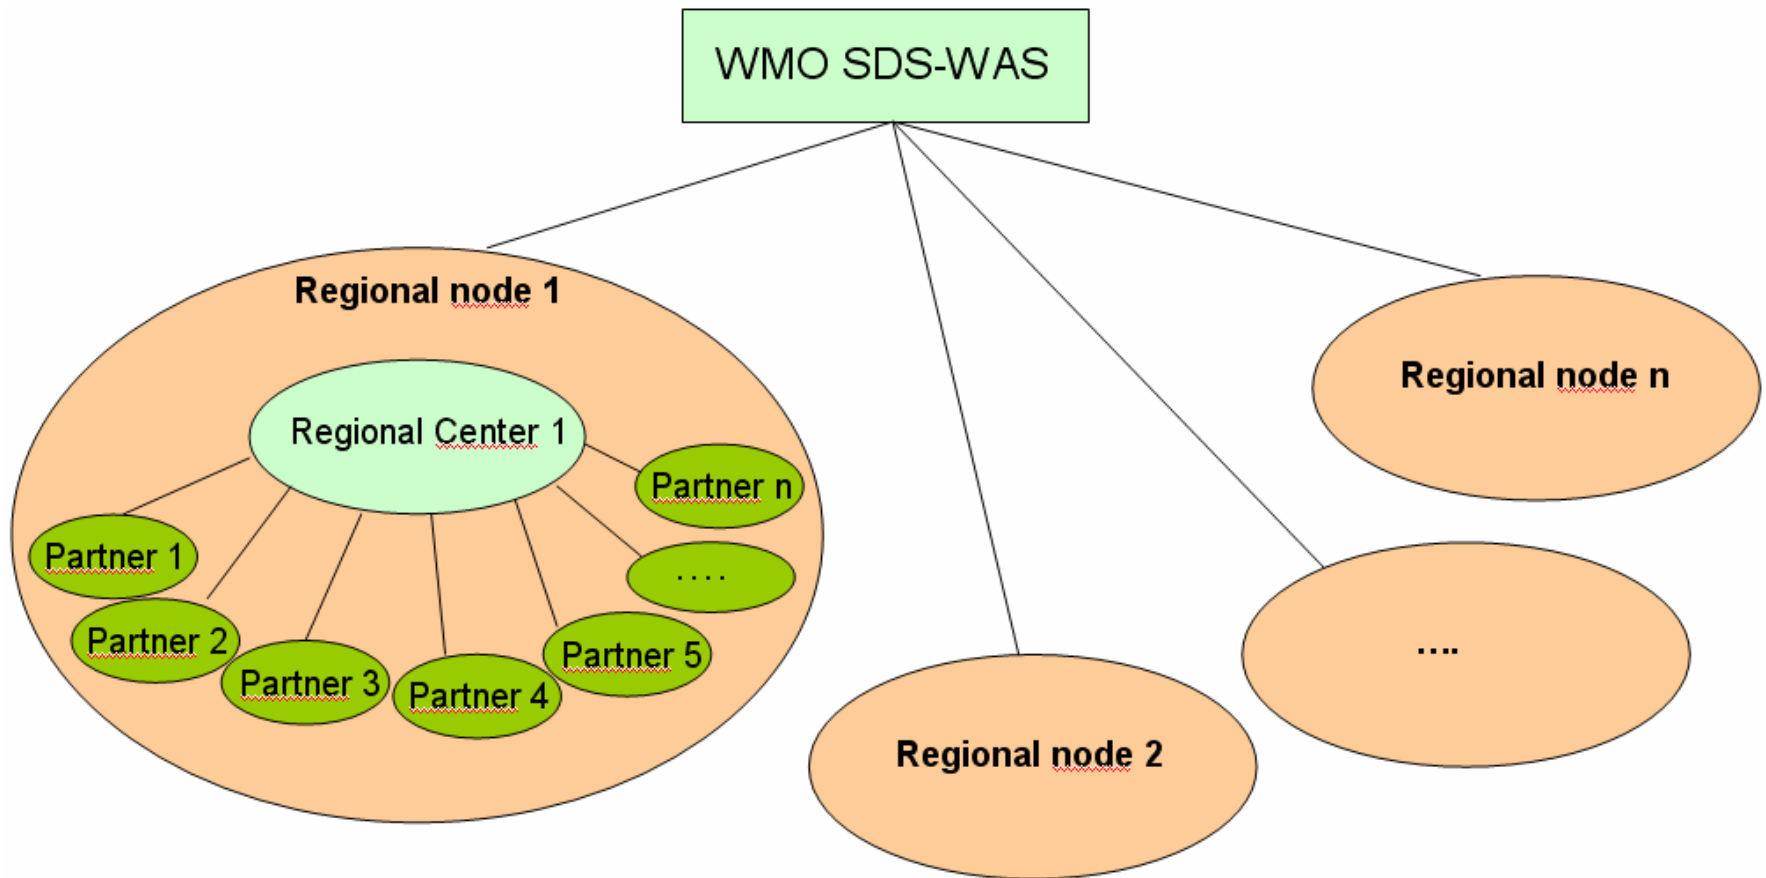 WMO SDS-WAS
Regional node 1
Regional Center 1
Partner 1
Partner 2
Partner 3
Partner 4
Partner 5
....
Partner n
Regional node 2
....
Regional node n